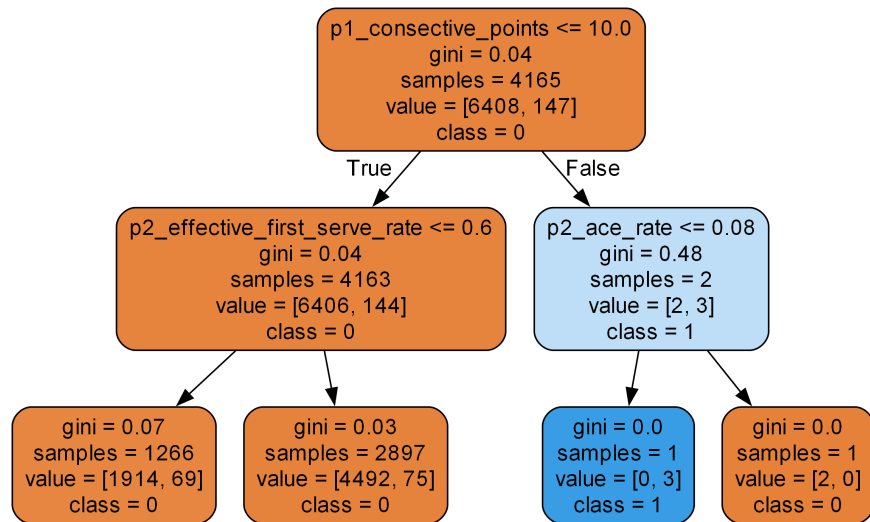 p1_consective_points <= 10.0
gini = 0.04
samples = 4165
value = [6408, 147]
class = 0
True
False
p2_effective_first_serve_rate <= 0.6
gini = 0.04
samples = 4163
value = [6406, 144]
class = 0
p2_ace_rate <= 0.08
gini = 0.48
samples = 2
value = [2, 3]
class = 1
gini = 0.07
samples = 1266
value = [1914, 69]
class = 0
gini = 0.03
samples = 2897
value = [4492, 75]
class = 0
gini = 0.0
samples = 1
value = [0, 3]
class = 1
gini = 0.0
samples = 1
value = [2, 0]
class = 0